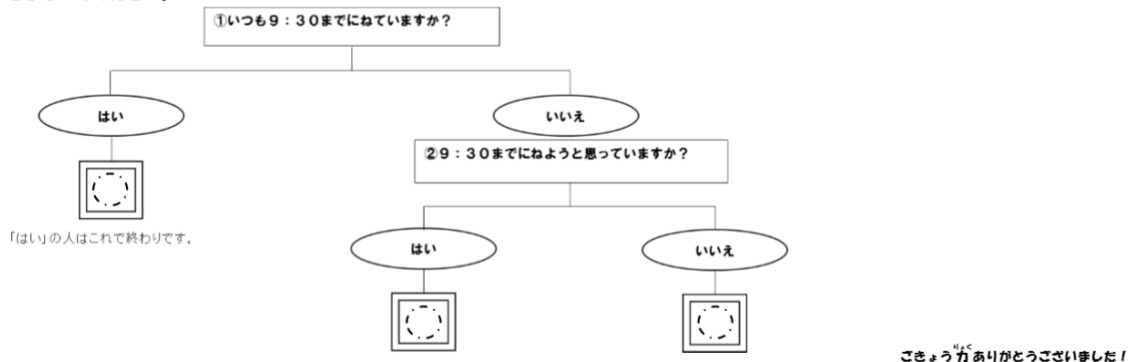 ①いつも9：30までにねていますか？
はい
いいえ
②9：30までにねようと思っていますか？
「はい」の人はこれで終わりです。
はい
いいえ
ごきょう力ありがとうございました！
りょく